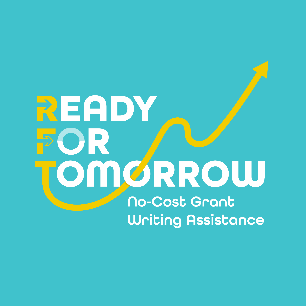 READY
FOR
TOMORROW
No-Cost Grant
Writing Assistance